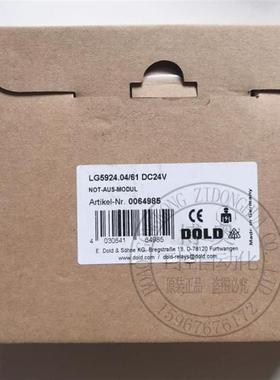 LG5924.04/61 DC24V
NOT-AUS-MODUL
Artikel-Nr. 0064985
DOLD
Made in Germany
4 030641 64985
E. Dold & Söhne KG,-Bregstraße 18, D-78120 Furtwangen
www.dold.com / dold-relays@dold.com